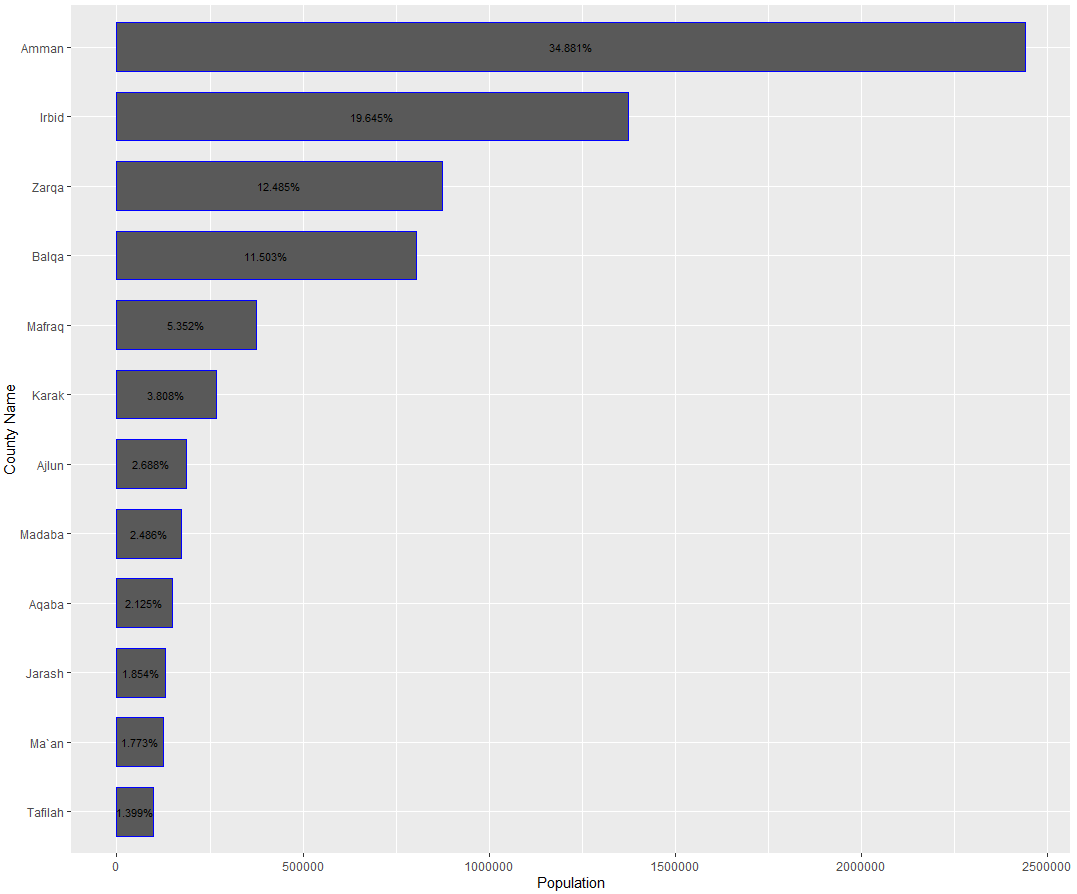 Amman 34.881%
Irbid 19.645%
Zarqa 12.485%
Balqa 11.503%
Mafraq 5.352%
Karak 3.808%
Ajlun 2.688%
Madaba 2.486%
Aqaba 2.125%
Jarash 1.854%
Ma`an 1.773%
Tafilah 1.399%
County Name
0 500000 1000000 1500000 2000000 2500000
Population